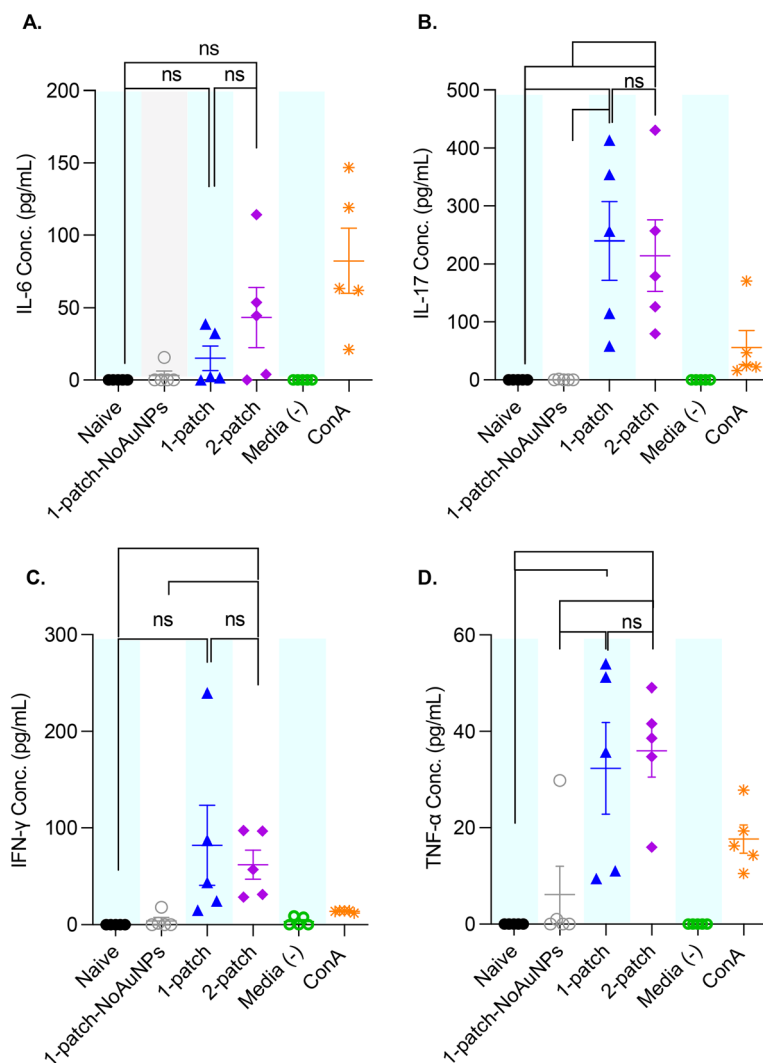 A.
ns
ns
ns
200
150
100
50
0
IL-6 Conc. (pg/mL)
Naive
1-patch-NoAuNPs
1-patch
2-patch
Media (-)
ConA
B.
ns
500
400
300
200
100
0
IL-17 Conc. (pg/mL)
Naive
1-patch-NoAuNPs
1-patch
2-patch
Media (-)
ConA
C.
ns
ns
300
200
100
0
IFN-γ Conc. (pg/mL)
Naive
1-patch-NoAuNPs
1-patch
2-patch
Media (-)
ConA
D.
ns
60
40
20
0
TNF-α Conc. (pg/mL)
Naive
1-patch-NoAuNPs
1-patch
2-patch
Media (-)
ConA